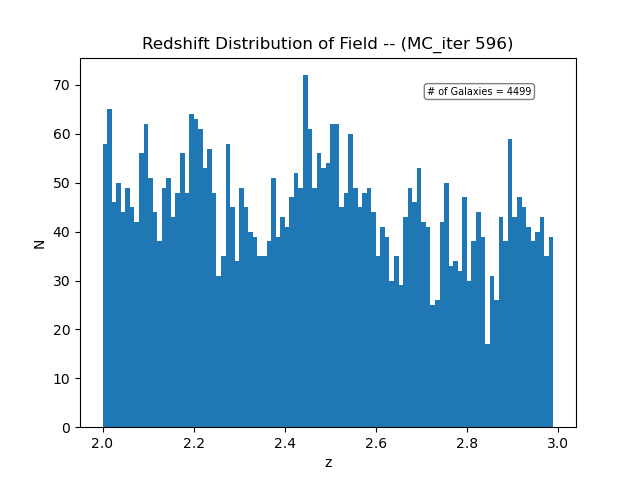 Redshift Distribution of Field -- (MC_iter 596)
# of Galaxies = 4499
N
70
60
50
40
30
20
10
0
2.0 2.2 2.4 2.6 2.8 3.0
z